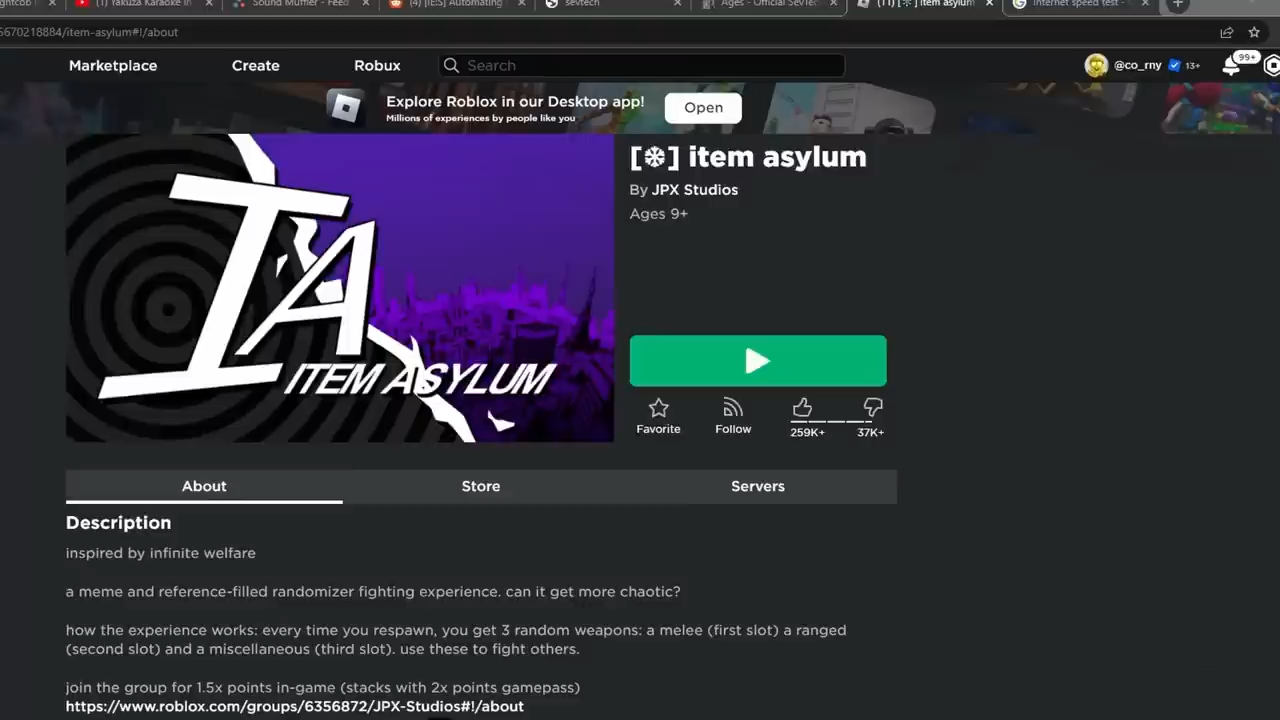 ghtcob
(1) Yakuza Karaoke in
Sound Muffler - Feed
(4) [IE:S] Automating
sevtech
Ages - Official SevTec
(11) [❄] item asylum
Internet speed test -
5670218884/item-asylum#!/about
Marketplace
Create
Robux
Search
@co_rny
13+
99+
Explore Roblox in our Desktop app!
Millions of experiences by people like you
Open
IA
ITEM ASYLUM
[❄] item asylum
By JPX Studios
Ages 9+
Favorite
Follow
259K+
37K+
About
Store
Servers
Description
inspired by infinite welfare
a meme and reference-filled randomizer fighting experience. can it get more chaotic?
how the experience works: every time you respawn, you get 3 random weapons: a melee (first slot) a ranged
(second slot) and a miscellaneous (third slot). use these to fight others.
join the group for 1.5x points in-game (stacks with 2x points gamepass)
https://www.roblox.com/groups/6356872/JPX-Studios#!/about